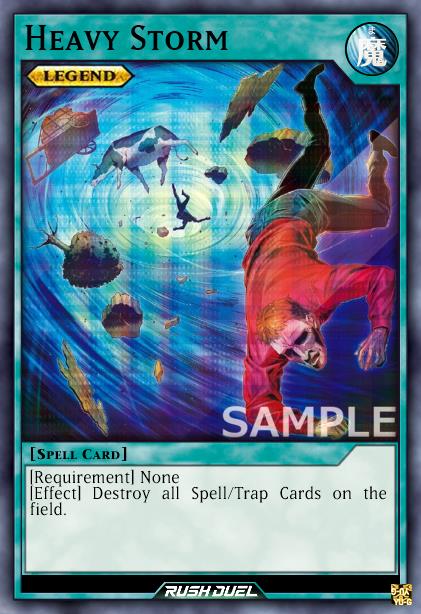 HEAVY STORM
ま
魔
LEGEND
SAMPLE
[SPELL CARD]
[Requirement] None
[Effect] Destroy all Spell/Trap Cards on the
field.
RUSH DUEL